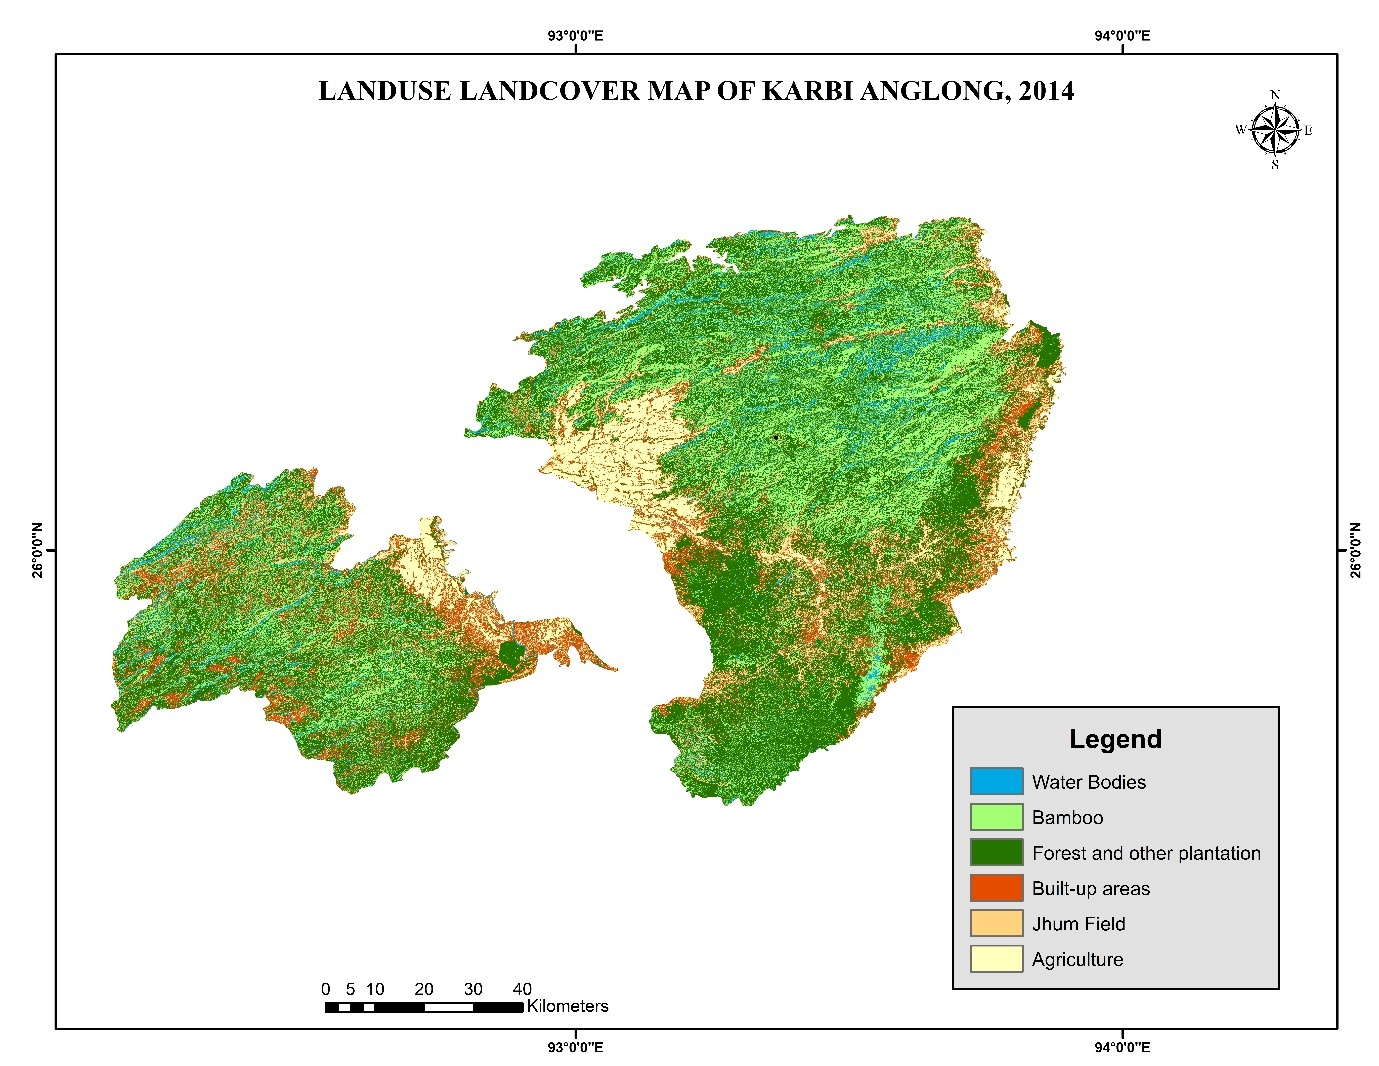 93°0'0"E 94°0'0"E
LANDUSE LANDCOVER MAP OF KARBI ANGLONG, 2014
N
W E
S
26°0'0"N 26°0'0"N
Legend
Water Bodies
Bamboo
Forest and other plantation
Built-up areas
Jhum Field
Agriculture
0 5 10 20 30 40
Kilometers
93°0'0"E 94°0'0"E